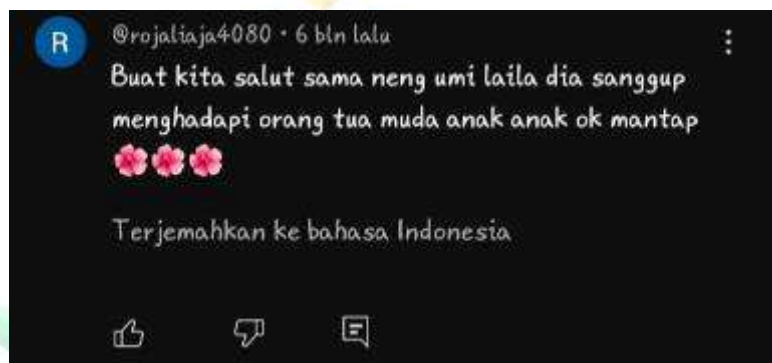 R
@rojaliaja4080 • 6 bln lalu
Buat kita salut sama neng umi laila dia sanggup
menghadapi orang tua muda anak anak ok mantap
🌺🌺🌺
Terjemahkan ke bahasa Indonesia